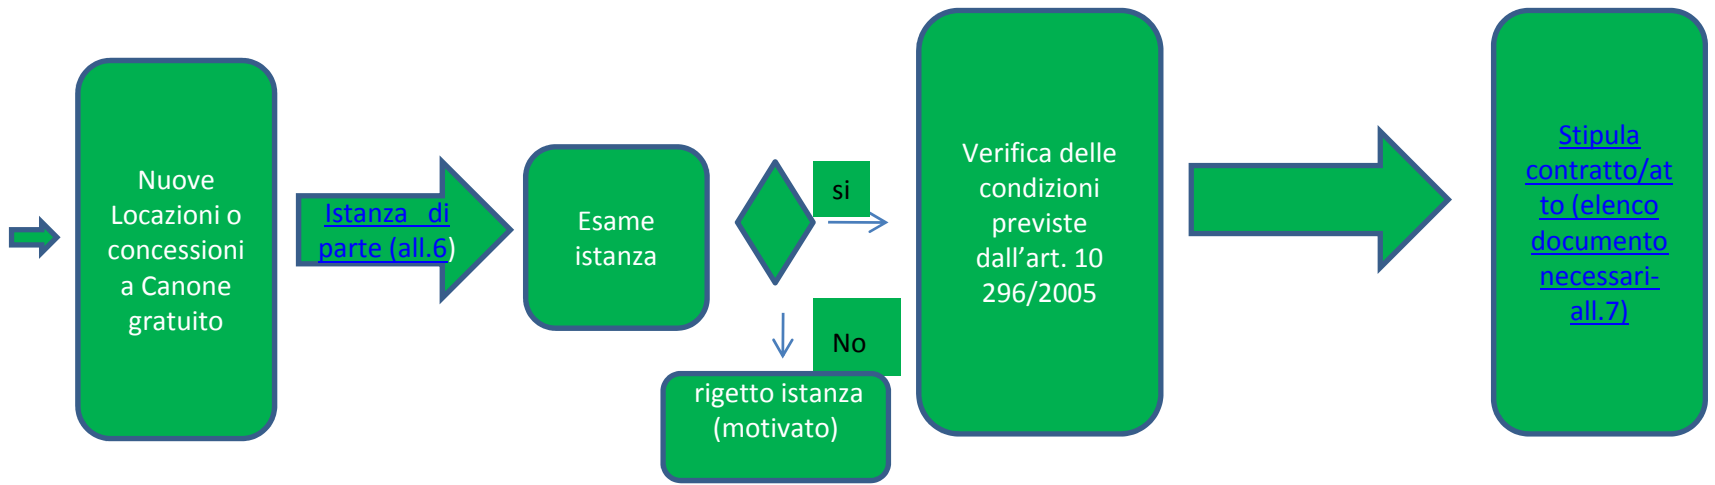 Nuove
Locazioni o
concessioni
a Canone
gratuito
Istanza di
parte (all.6)
Esame
istanza
si
No
rigetto istanza
(motivato)
Verifica delle
condizioni
previste
dall’art. 10
296/2005
Stipula
contratto/at
to (elenco
documento
necessari-
all.7)